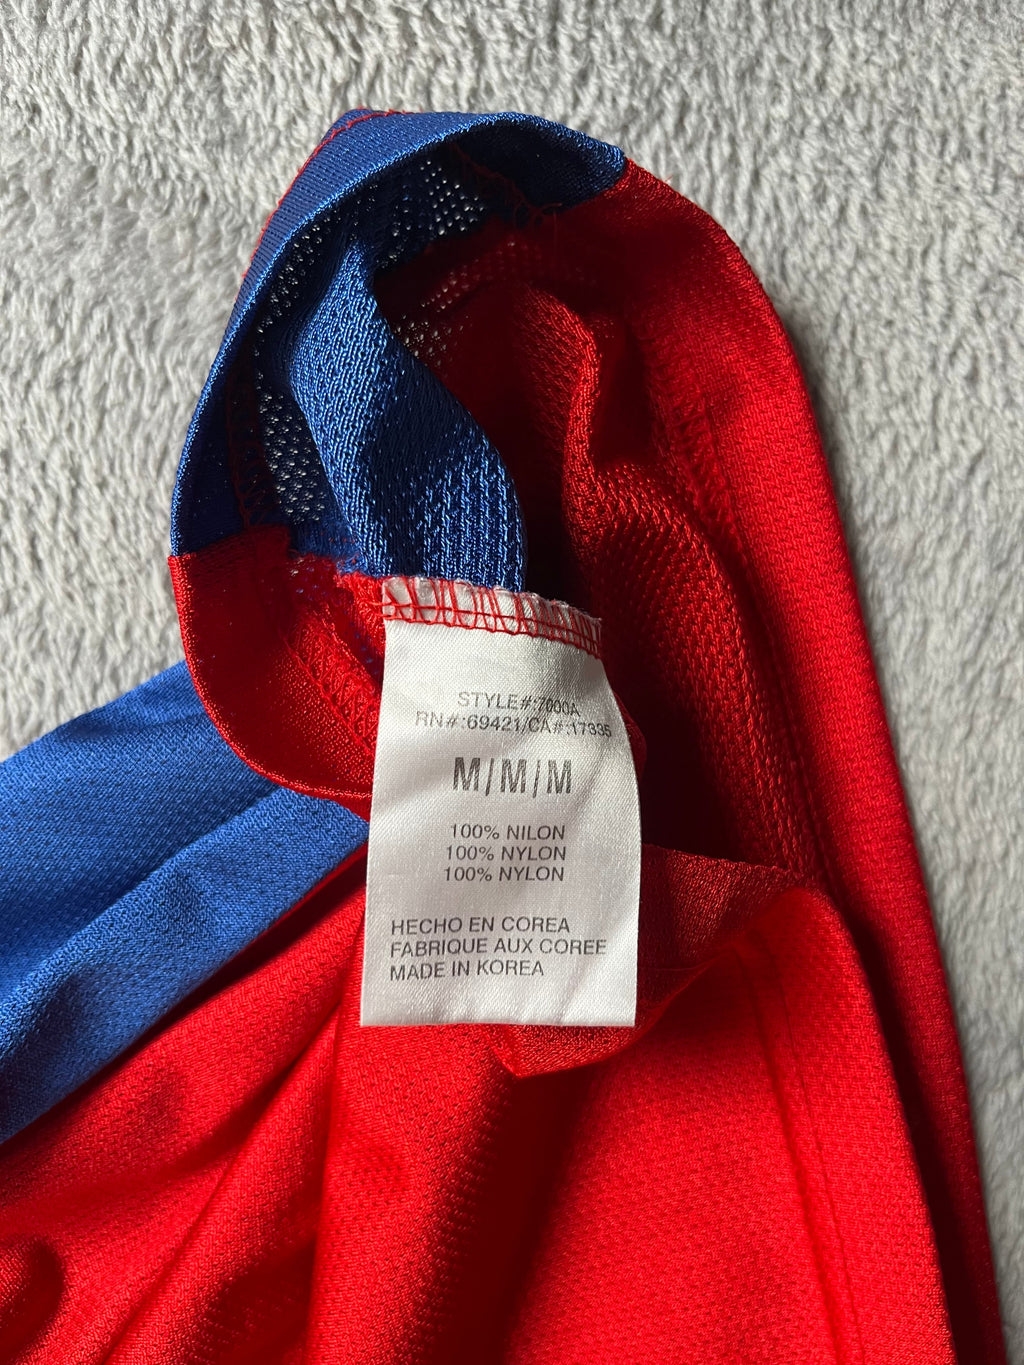 STYLE#:7000A
RN#:69421/CA#:17335
M/M/M
100% NILON
100% NYLON
100% NYLON
HECHO EN COREA
FABRIQUE AUX COREE
MADE IN KOREA